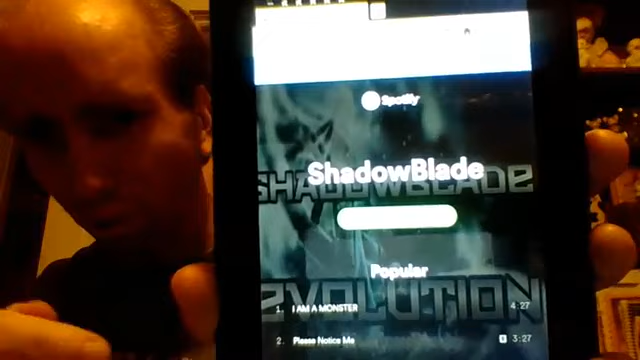 Spotify
ShadowBlade
SHADOWBLADE
Popular
EVOLUTION
1. I AM A MONSTER 4:27
2. Please Notice Me E 3:27